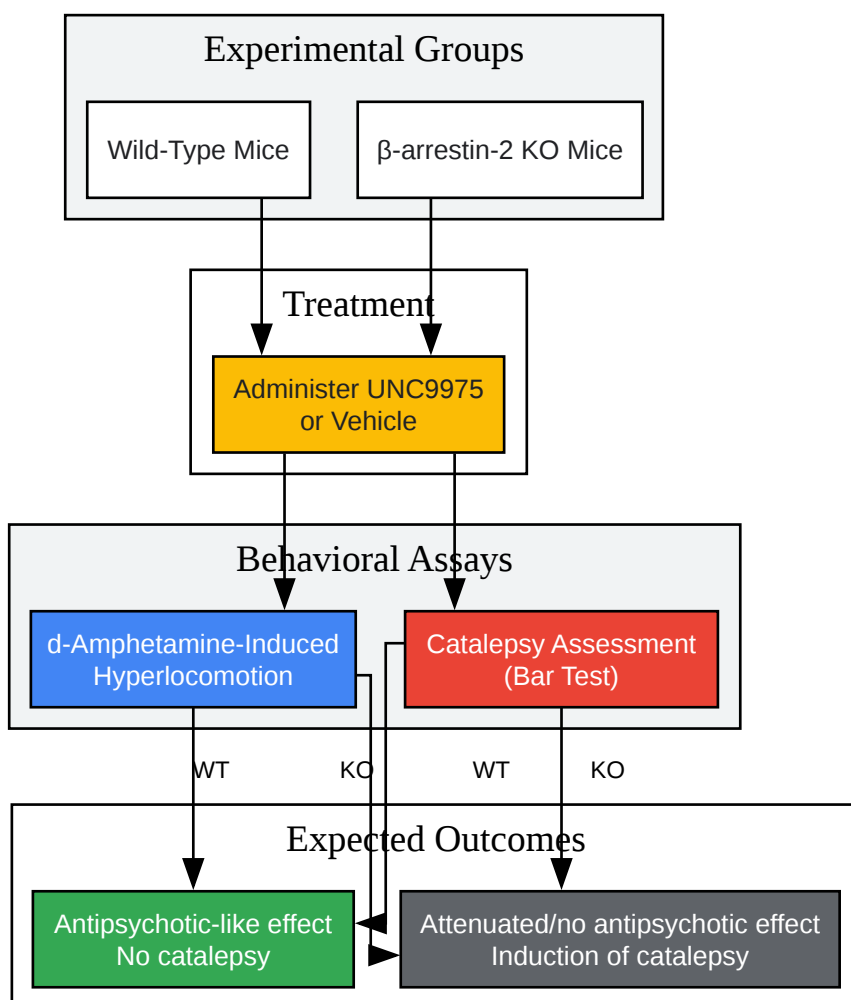 Experimental Groups
Wild-Type Mice
β-arrestin-2 KO Mice
Treatment
Administer UNC9975
or Vehicle
Behavioral Assays
d-Amphetamine-Induced
Hyperlocomotion
Catalepsy Assessment
(Bar Test)
WT
KO
WT
KO
Expected Outcomes
Antipsychotic-like effect
No catalepsy
Attenuated/no antipsychotic effect
Induction of catalepsy